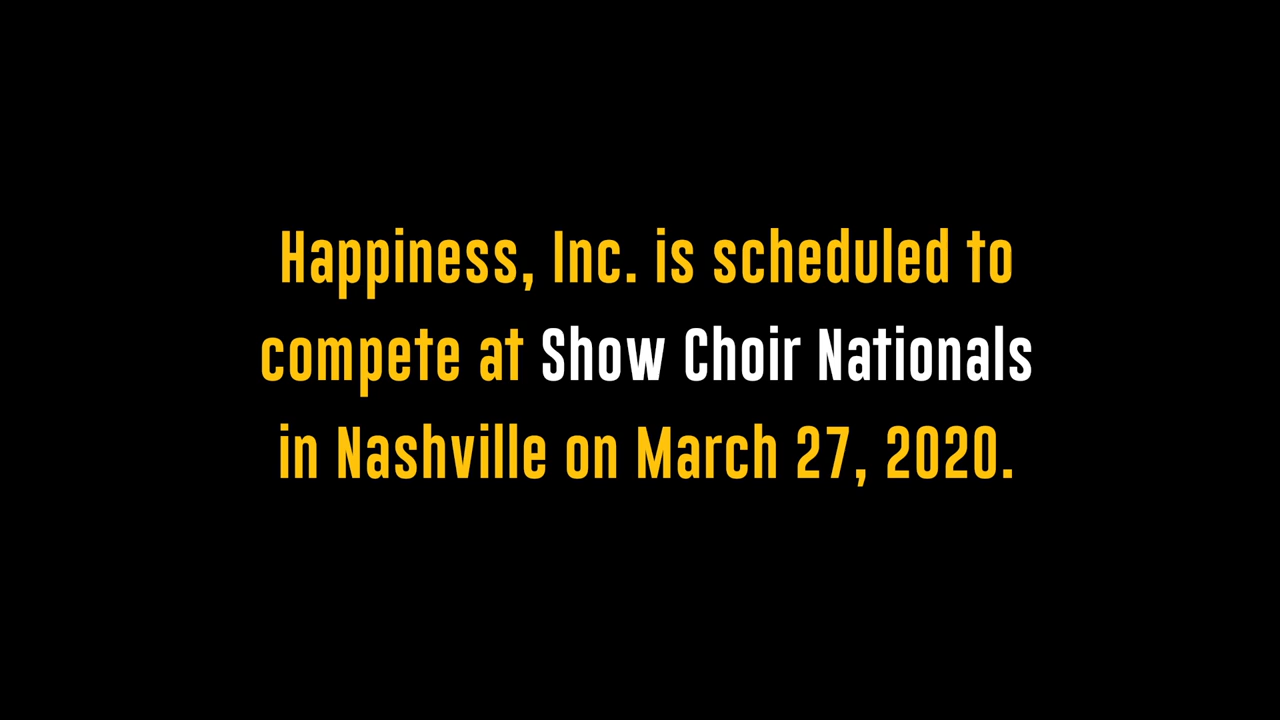 Happiness, Inc. is scheduled to
compete at Show Choir Nationals
in Nashville on March 27, 2020.